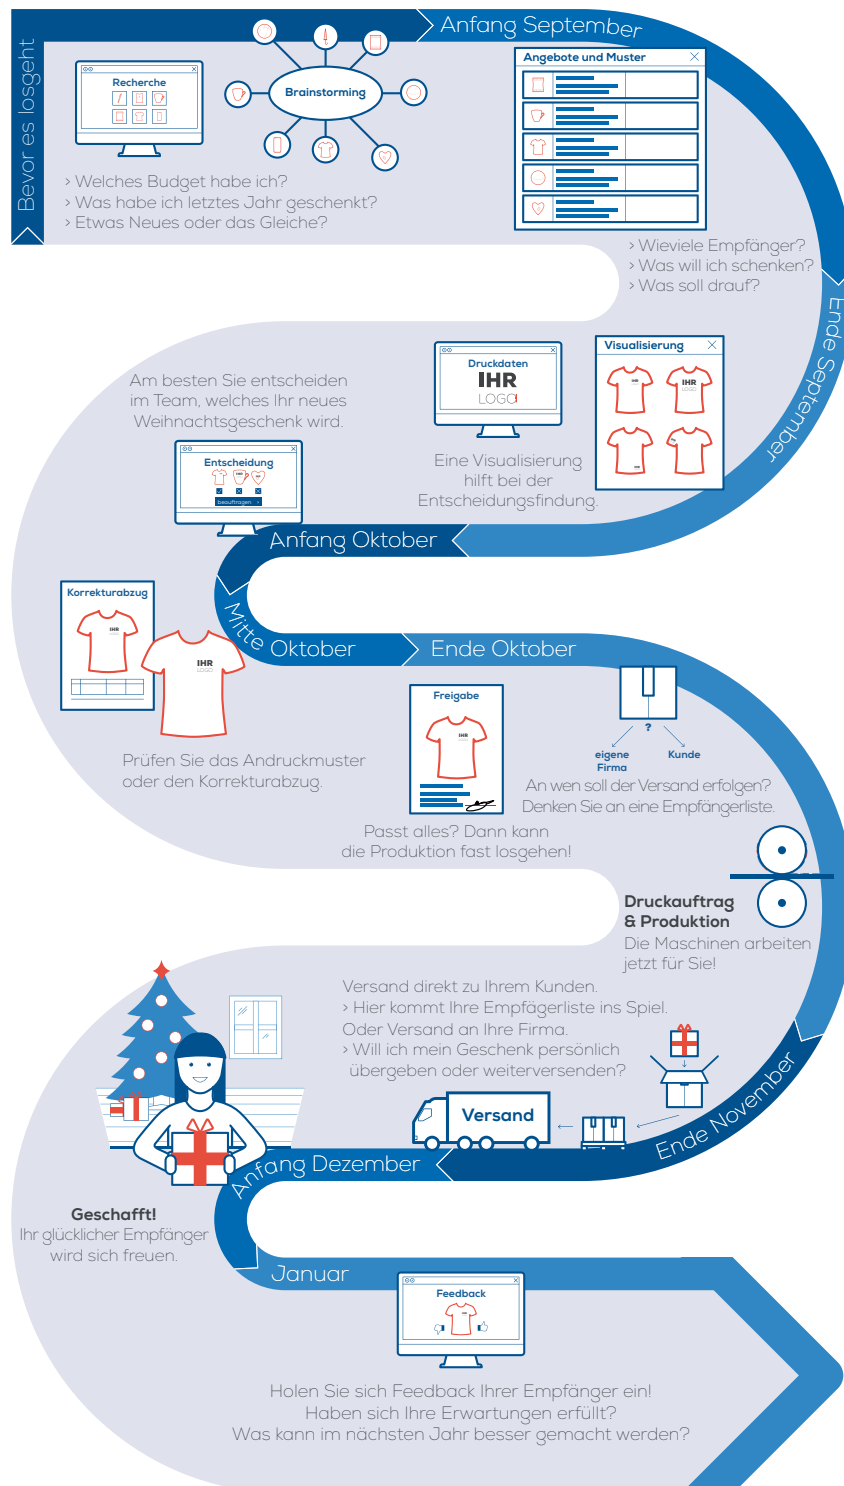 Bevor es losgeht
Anfang September
Recherche
Brainstorming
> Welches Budget habe ich?
> Was habe ich letztes Jahr geschenkt?
> Etwas Neues oder das Gleiche?
Angebote und Muster
> Wieviele Empfänger?
> Was will ich schenken?
> Was soll drauf?
Ende September
Visualisierung
IHR
IHR
LOGO
Druckdaten
IHR
LOGO!
Eine Visualisierung
hilft bei der
Entscheidungsfindung.
Am besten Sie entscheiden
im Team, welches Ihr neues
Weihnachtsgeschenk wird.
Entscheidung
beauftragen >
Anfang Oktober
Mitte Oktober
Korrekturabzug
IHR
IHR
LOGO
Prüfen Sie das Andruckmuster
oder den Korrekturabzug.
Ende Oktober
Freigabe
IHR
Passt alles? Dann kann
die Produktion fast losgehen!
?
eigene
Firma
Kunde
An wen soll der Versand erfolgen?
Denken Sie an eine Empfängerliste.
Druckauftrag
& Produktion
Die Maschinen arbeiten
jetzt für Sie!
Ende November
Versand direkt zu Ihrem Kunden.
> Hier kommt Ihre Empfägerliste ins Spiel.
Oder Versand an Ihre Firma.
> Will ich mein Geschenk persönlich
übergeben oder weiterversenden?
Versand
Anfang Dezember
Geschafft!
Ihr glücklicher Empfänger
wird sich freuen.
Januar
Feedback
Holen Sie sich Feedback Ihrer Empfänger ein!
Haben sich Ihre Erwartungen erfüllt?
Was kann im nächsten Jahr besser gemacht werden?